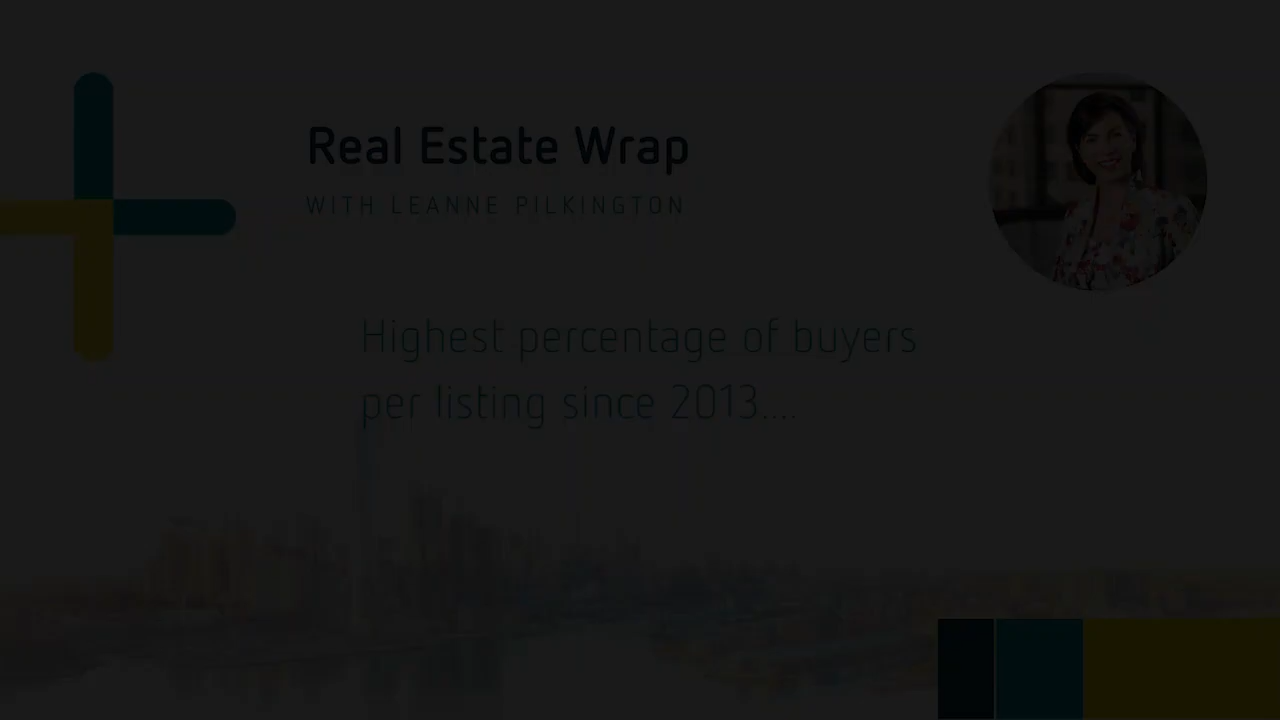 Real Estate Wrap
WITH LEANNE PILKINGTON
Highest percentage of buyers
per listing since 2013....